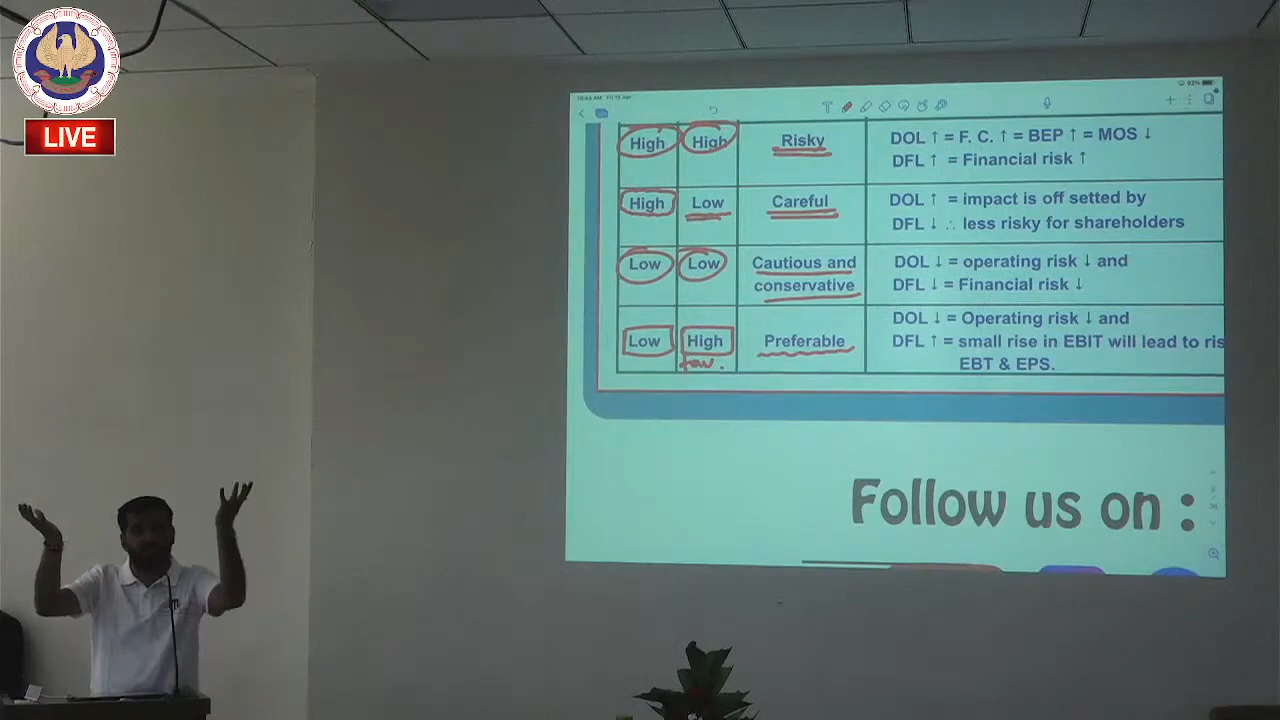 LIVE
High High Risky DOL ↑ = F. C. ↑ = BEP ↑ = MOS ↓
DFL ↑ = Financial risk ↑
High Low Careful DOL ↑ = impact is off setted by
DFL ↓ ∴ less risky for shareholders
Low Low Cautious and DOL ↓ = operating risk ↓ and
conservative DFL ↓ = Financial risk ↓
DOL ↓ = Operating risk ↓ and
Low High Preferable DFL ↑ = small rise in EBIT will lead to ris
fav. EBT & EPS.
Follow us on :